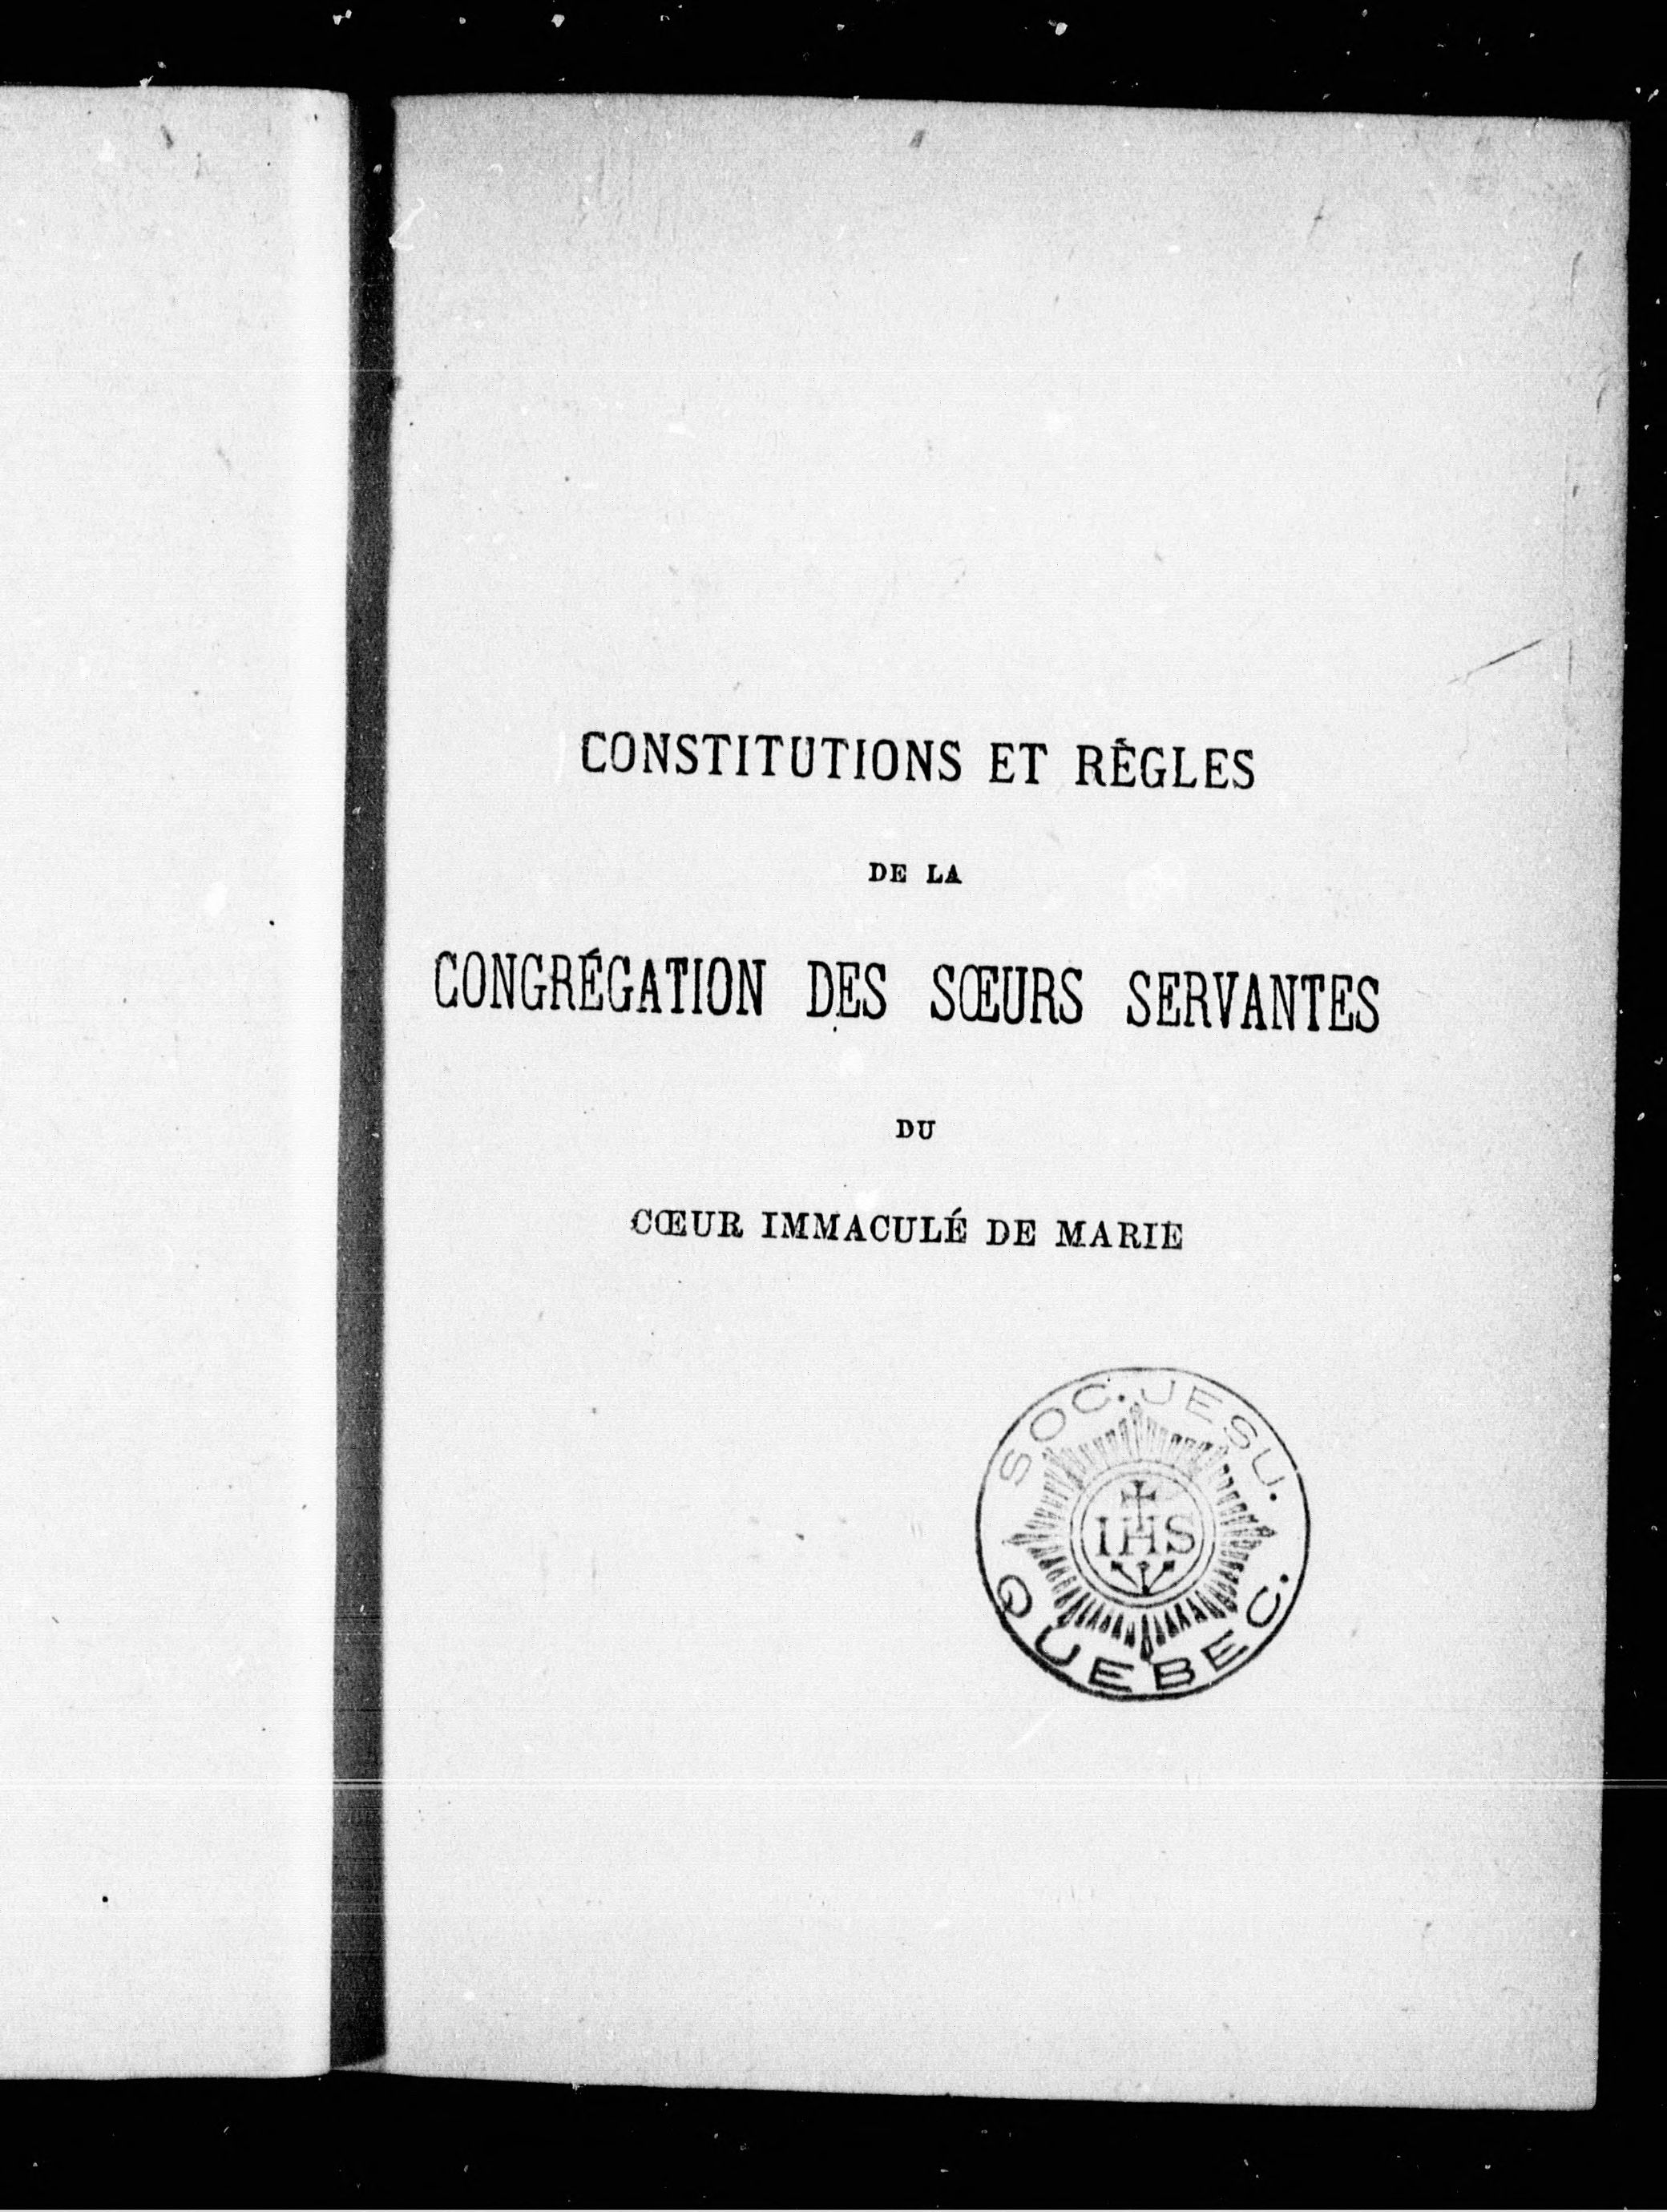 CONSTITUTIONS ET RÈGLES
DE LA
CONGRÉGATION DES SŒURS SERVANTES
DU
CŒUR IMMACULÉ DE MARIE
SOC. JESU.
IHS
QUEBEC.